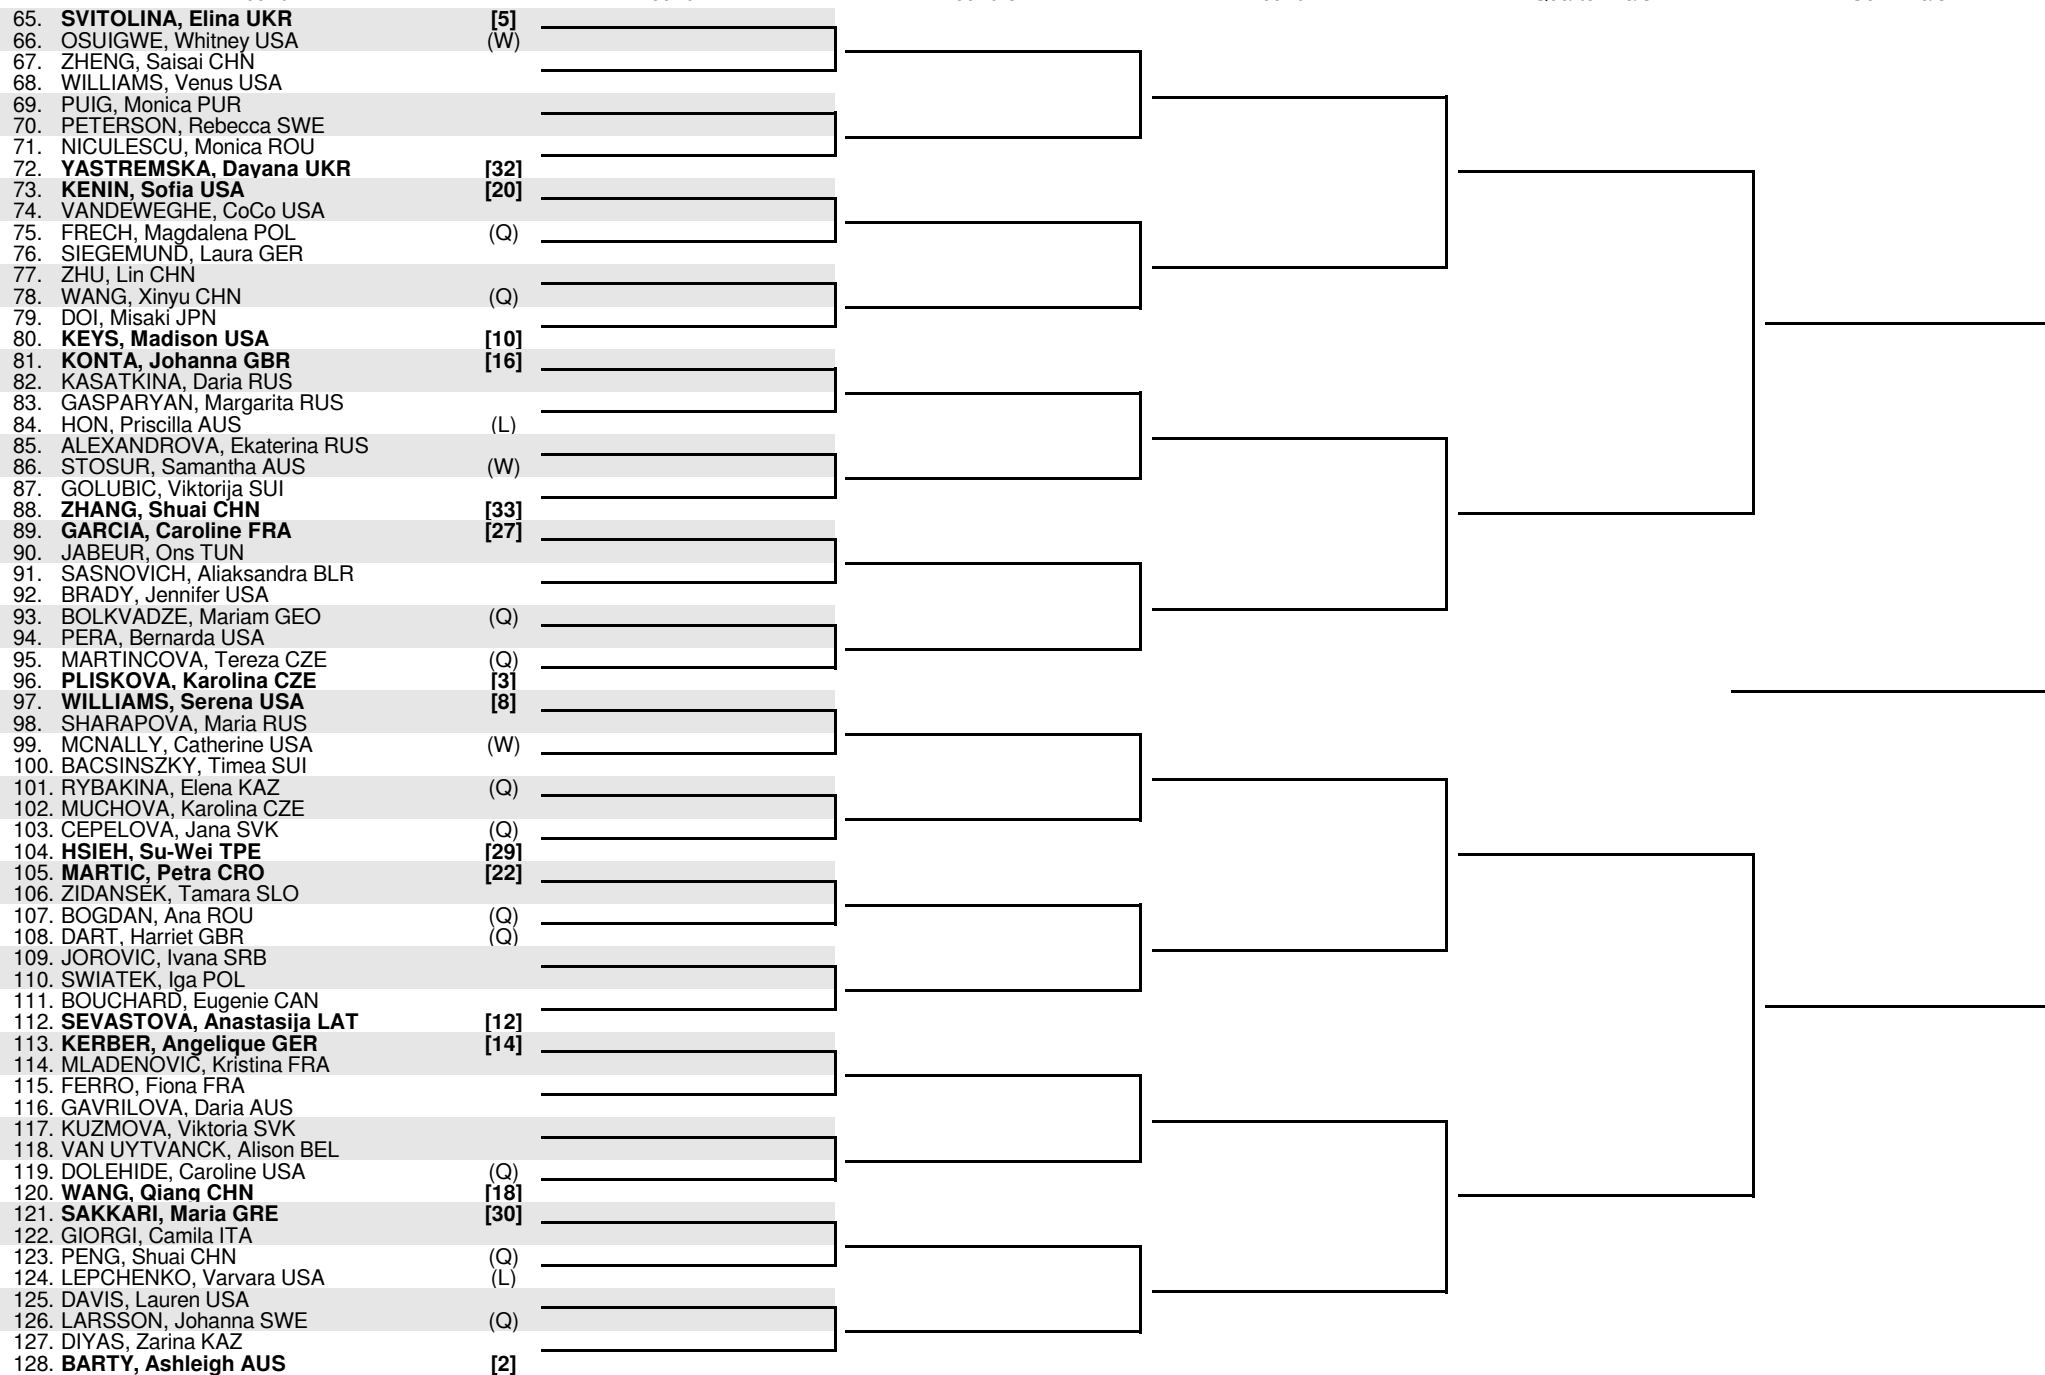 65. SVITOLINA, Elina UKR [5]
66. OSUIGWE, Whitney USA (W)
67. ZHENG, Saisai CHN
68. WILLIAMS, Venus USA
69. PUIG, Monica PUR
70. PETERSON, Rebecca SWE
71. NICULESCU, Monica ROU
72. YASTREMSKA, Dayana UKR [32]
73. KENIN, Sofia USA [20]
74. VANDEWEGHE, CoCo USA
75. FRECH, Magdalena POL (Q)
76. SIEGEMUND, Laura GER
77. ZHU, Lin CHN
78. WANG, Xinyu CHN (Q)
79. DOI, Misaki JPN
80. KEYS, Madison USA [10]
81. KONTA, Johanna GBR [16]
82. KASATKINA, Daria RUS
83. GASPARYAN, Margarita RUS
84. HON, Priscilla AUS (L)
85. ALEXANDROVA, Ekaterina RUS
86. STOSUR, Samantha AUS (W)
87. GOLUBIC, Viktorija SUI
88. ZHANG, Shuai CHN [33]
89. GARCIA, Caroline FRA [27]
90. JABEUR, Ons TUN
91. SASNOVICH, Aliaksandra BLR
92. BRADY, Jennifer USA
93. BOLKVADZE, Mariam GEO (Q)
94. PERA, Bernarda USA
95. MARTINCOVA, Tereza CZE (Q)
96. PLISKOVA, Karolina CZE [3]
97. WILLIAMS, Serena USA [8]
98. SHARAPOVA, Maria RUS
99. MCNALLY, Catherine USA (W)
100. BACSINSZKY, Timea SUI
101. RYBAKINA, Elena KAZ (Q)
102. MUCHOVA, Karolina CZE
103. CEPELOVA, Jana SVK (Q)
104. HSIEH, Su-Wei TPE [29]
105. MARTIC, Petra CRO [22]
106. ZIDANSEK, Tamara SLO
107. BOGDAN, Ana ROU (Q)
108. DART, Harriet GBR (Q)
109. JOROVIC, Ivana SRB
110. SWIATEK, Iga POL
111. BOUCHARD, Eugenie CAN
112. SEVASTOVA, Anastasija LAT [12]
113. KERBER, Angelique GER [14]
114. MLADENOVIC, Kristina FRA
115. FERRO, Fiona FRA
116. GAVRILOVA, Daria AUS
117. KUZMOVA, Viktoria SVK
118. VAN UYTVANCK, Alison BEL
119. DOLEHIDE, Caroline USA (Q)
120. WANG, Qiang CHN [18]
121. SAKKARI, Maria GRE [30]
122. GIORGI, Camila ITA
123. PENG, Shuai CHN (Q)
124. LEPCHENKO, Varvara USA (L)
125. DAVIS, Lauren USA
126. LARSSON, Johanna SWE (Q)
127. DIYAS, Zarina KAZ
128. BARTY, Ashleigh AUS [2]